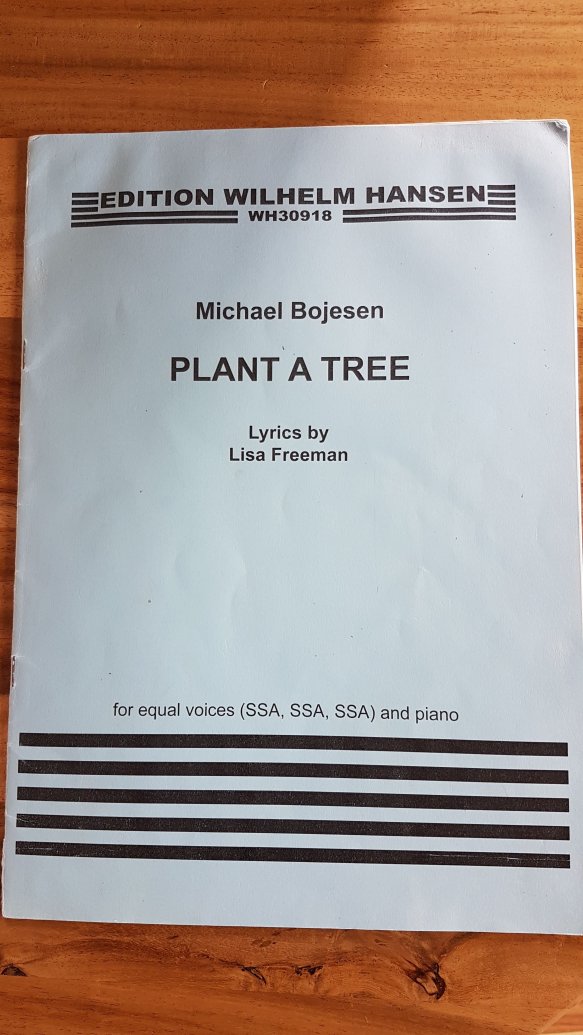 EDITION WILHELM HANSEN
WH30918
Michael Bojesen
PLANT A TREE
Lyrics by
Lisa Freeman
for equal voices (SSA, SSA, SSA) and piano